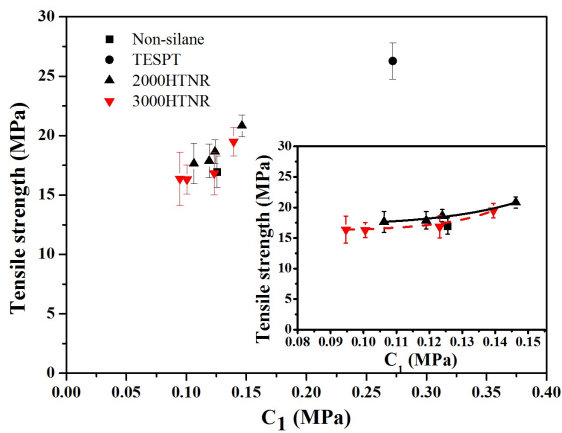 30
25
20
15
10
5
0
Tensile strength (MPa)
Non-silane
TESPT
2000HTNR
3000HTNR
30
25
20
15
10
5
0
Tensile strength (MPa)
0.08 0.09 0.10 0.11 0.12 0.13 0.14 0.15
C1 (MPa)
0.00 0.05 0.10 0.15 0.20 0.25 0.30 0.35 0.40
C1 (MPa)